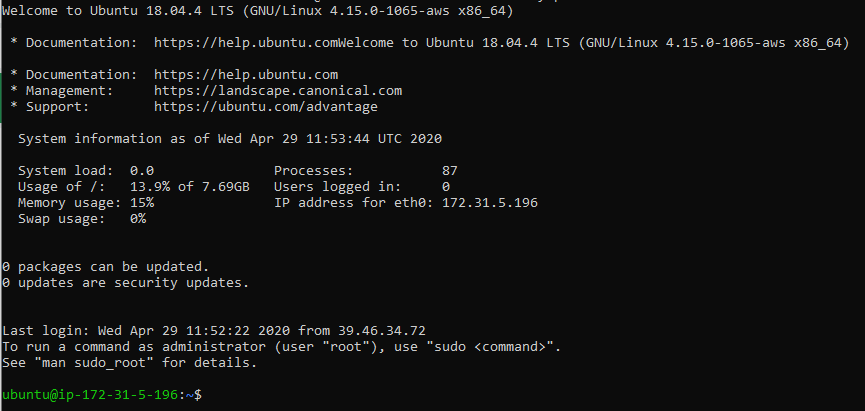 Welcome to Ubuntu 18.04.4 LTS (GNU/Linux 4.15.0-1065-aws x86_64)
* Documentation:  https://help.ubuntu.comWelcome to Ubuntu 18.04.4 LTS (GNU/Linux 4.15.0-1065-aws x86_64)
* Documentation:  https://help.ubuntu.com
* Management:     https://landscape.canonical.com
* Support:        https://ubuntu.com/advantage
System information as of Wed Apr 29 11:53:44 UTC 2020
System load:  0.0               Processes:           87
Usage of /:   13.9% of 7.69GB   Users logged in:     0
Memory usage: 15%               IP address for eth0: 172.31.5.196
Swap usage:   0%
0 packages can be updated.
0 updates are security updates.
Last login: Wed Apr 29 11:52:22 2020 from 39.46.34.72
To run a command as administrator (user "root"), use "sudo <command>".
See "man sudo_root" for details.
ubuntu@ip-172-31-5-196:~$